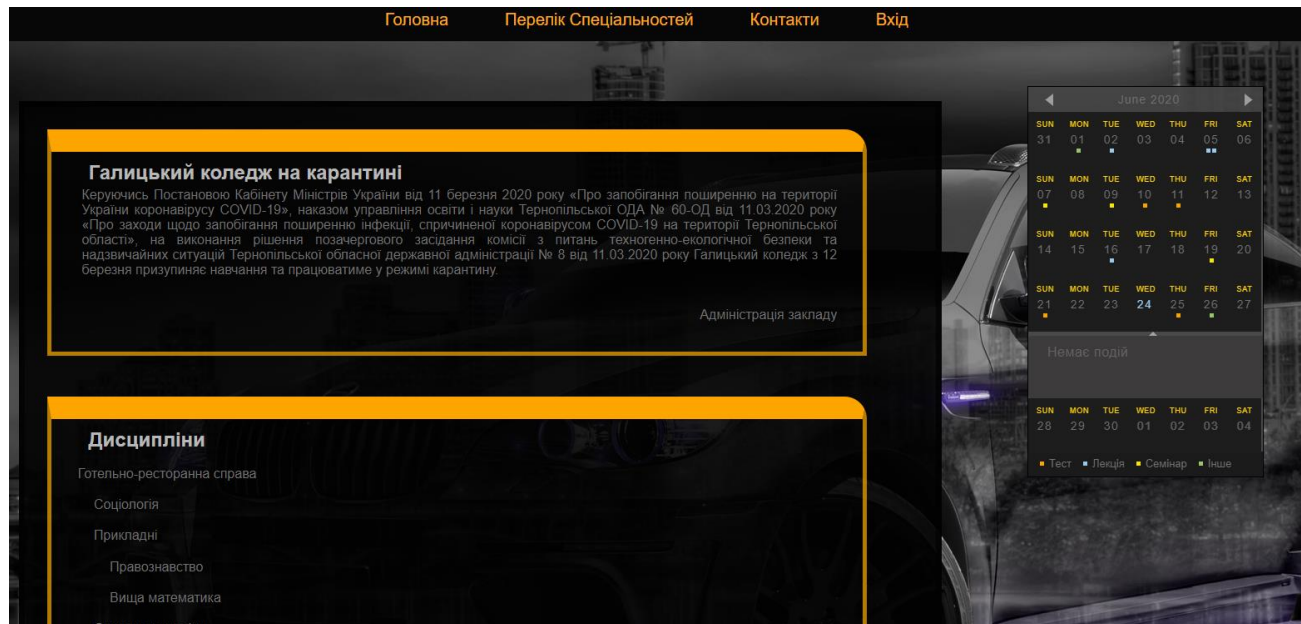 Головна Перелік Спеціальностей Контакти Вхід
Галицький коледж на карантині
Керуючись Постановою Кабінету Міністрів України від 11 березня 2020 року «Про запобігання поширенню на території
України коронавірусу COVID-19», наказом управління освіти і науки Тернопільської ОДА № 60-ОД від 11.03.2020 року
«Про заходи щодо запобігання поширенню інфекції, спричиненої коронавірусом COVID-19 на території Тернопільської
області», на виконання рішення позачергового засідання комісії з питань техногенно-екологічної безпеки та
надзвичайних ситуацій Тернопільської обласної державної адміністрації № 8 від 11.03.2020 року Галицький коледж з 12
березня призупиняє навчання та працюватиме у режимі карантину.
Адміністрація закладу
Дисципліни
Готельно-ресторанна справа
Соціологія
Прикладні
Правознавство
Вища математика
June 2020
SUN MON TUE WED THU FRI SAT
31 01 02 03 04 05 06
SUN MON TUE WED THU FRI SAT
07 08 09 10 11 12 13
SUN MON TUE WED THU FRI SAT
14 15 16 17 18 19 20
SUN MON TUE WED THU FRI SAT
21 22 23 24 25 26 27
Немає подій
SUN MON TUE WED THU FRI SAT
28 29 30 01 02 03 04
Тест Лекція Семінар Інше